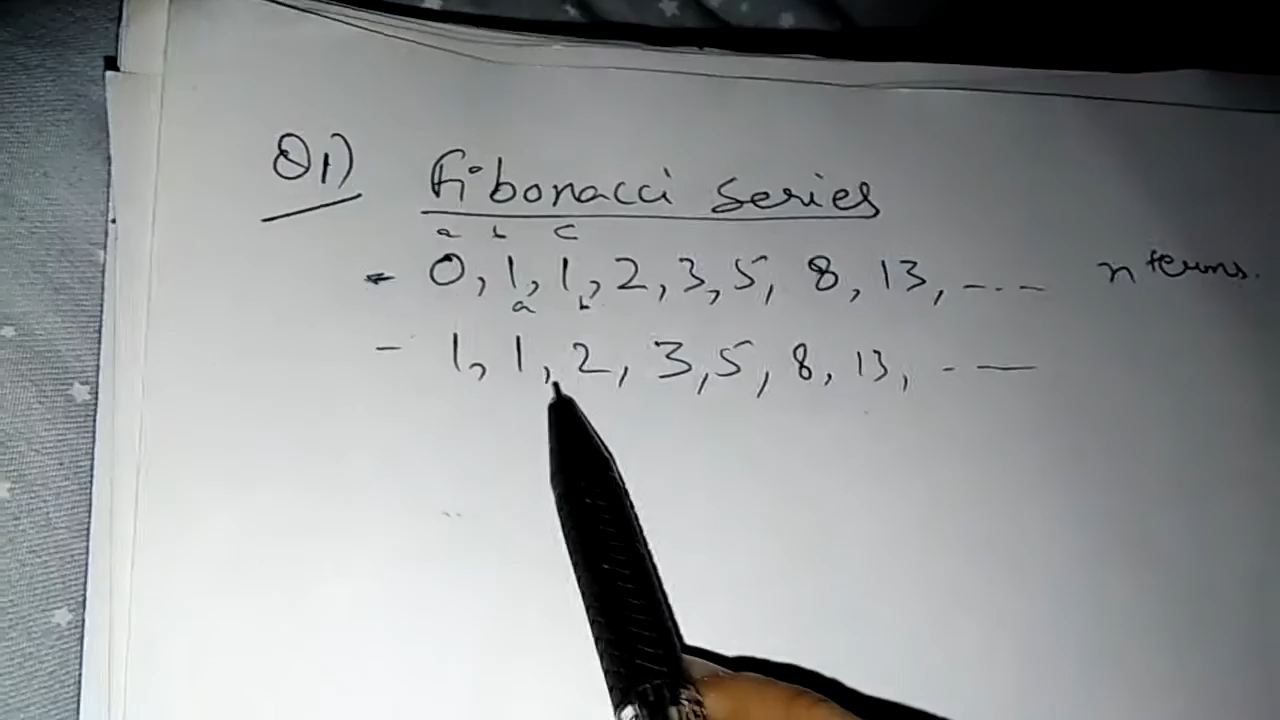 Q1) Fibonacci Series
a b c
- 0, 1, 1, 2, 3, 5, 8, 13, --- n terms.
a b
- 1, 1, 2, 3, 5, 8, 13, - —